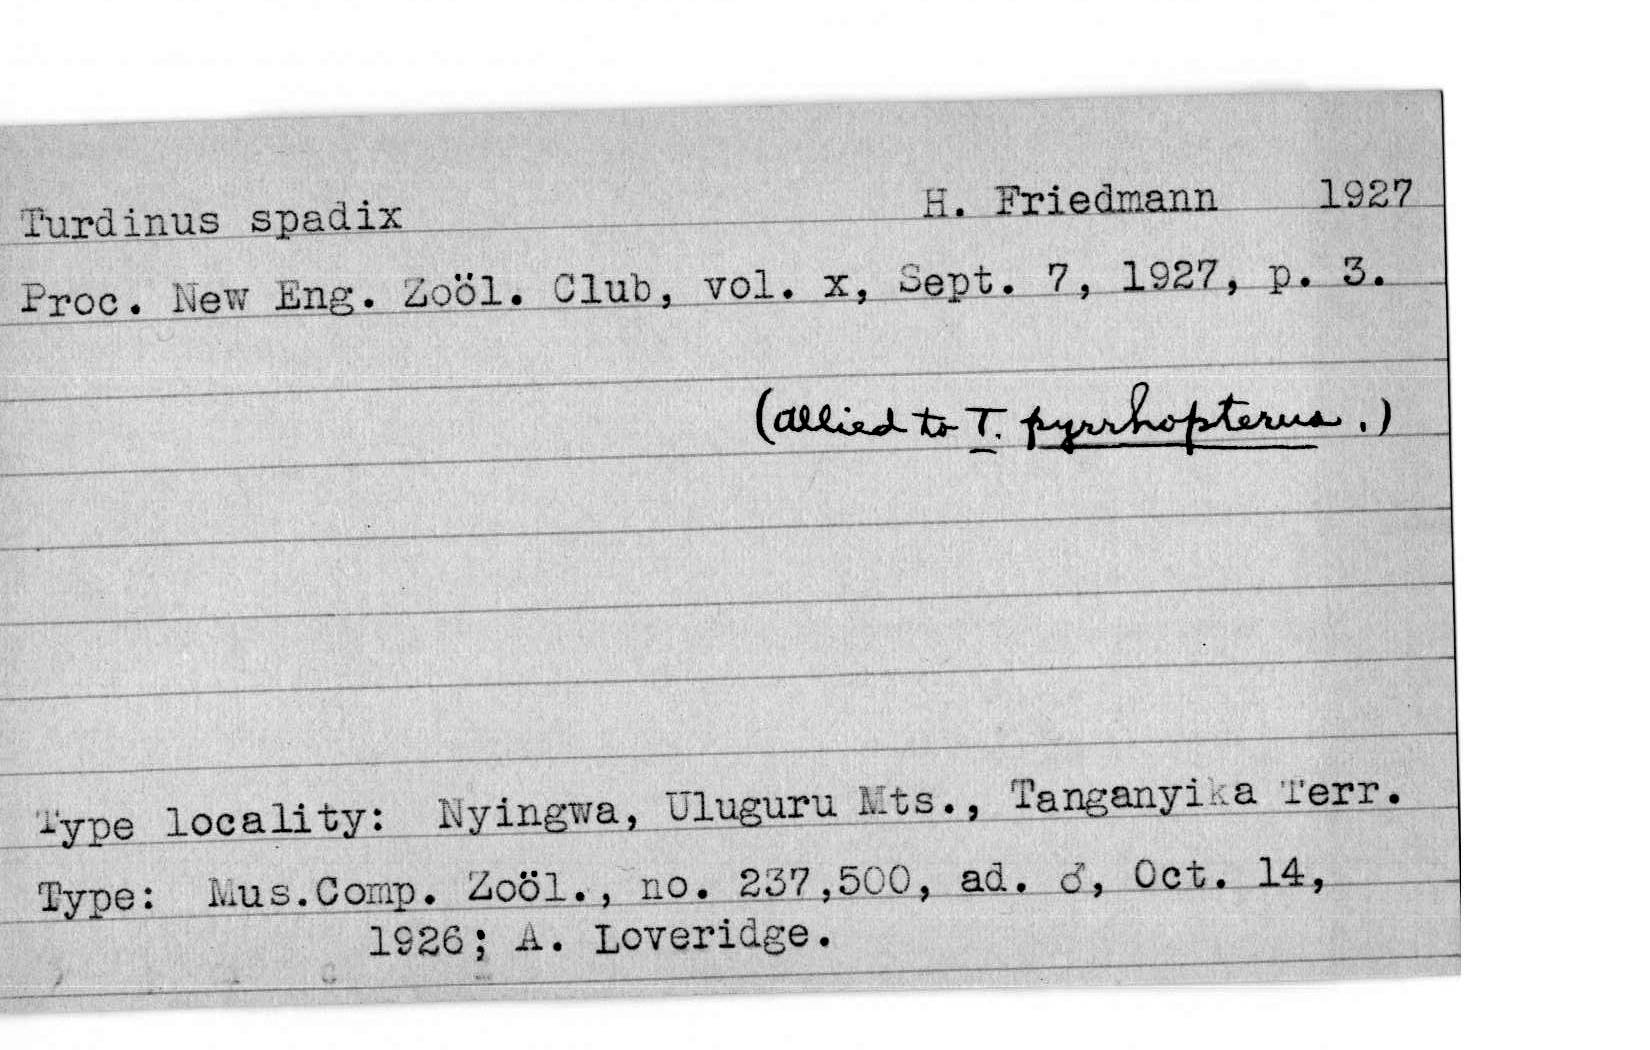 Turdinus spadix H. Friedmann 1927
Proc. New Eng. Zoöl. Club, vol. x, Sept. 7, 1927, p. 3.
(allied to T. pyrrhopterus.)
Type locality: Nyingwa, Uluguru Mts., Tanganyika Terr.
Type: Mus.Comp. Zoöl., no. 237,500, ad. ♂, Oct. 14,
1926; A. Loveridge.